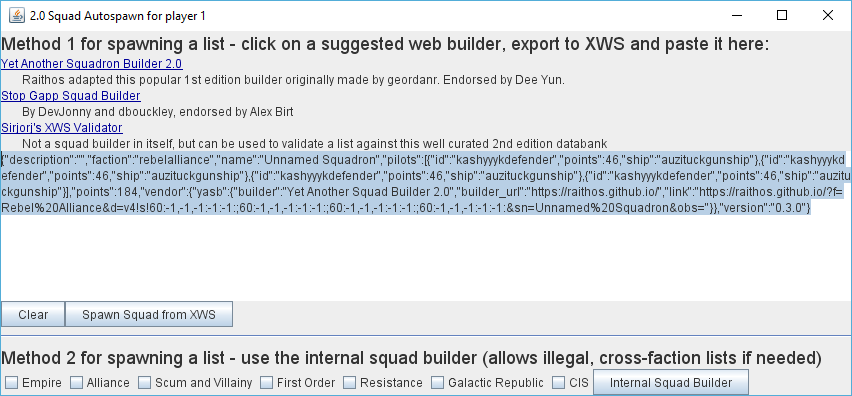 2.0 Squad Autospawn for player 1
Method 1 for spawning a list - click on a suggested web builder, export to XWS and paste it here:
Yet Another Squadron Builder 2.0
Raithos adapted this popular 1st edition builder originally made by geordanr. Endorsed by Dee Yun.
Stop Gapp Squad Builder
By DevJonny and dbouckley, endorsed by Alex Birt
Sirjorj's XWS Validator
Not a squad builder in itself, but can be used to validate a list against this well curated 2nd edition databank
{"description":"","faction":"rebelalliance","name":"Unnamed Squadron","pilots":[{"id":"kashyyykdefender","points":46,"ship":"auzituckgunship"},{"id":"kashyyykd
efender","points":46,"ship":"auzituckgunship"},{"id":"kashyyykdefender","points":46,"ship":"auzituckgunship"},{"id":"kashyyykdefender","points":46,"ship":"auzitu
ckgunship"}],"points":184,"vendor":{"yasb":{"builder":"Yet Another Squad Builder 2.0","builder_url":"https://raithos.github.io/","link":"https://raithos.github.io/?f=
Rebel%20Alliance&d=v4!s!60:-1,-1,-1:-1:-1:;60:-1,-1,-1:-1:-1:;60:-1,-1,-1:-1:-1:;60:-1,-1,-1:-1:-1:&sn=Unnamed%20Squadron&obs="}},"version":"0.3.0"}
Clear
Spawn Squad from XWS
Method 2 for spawning a list - use the internal squad builder (allows illegal, cross-faction lists if needed)
Empire
Alliance
Scum and Villainy
First Order
Resistance
Galactic Republic
CIS
Internal Squad Builder